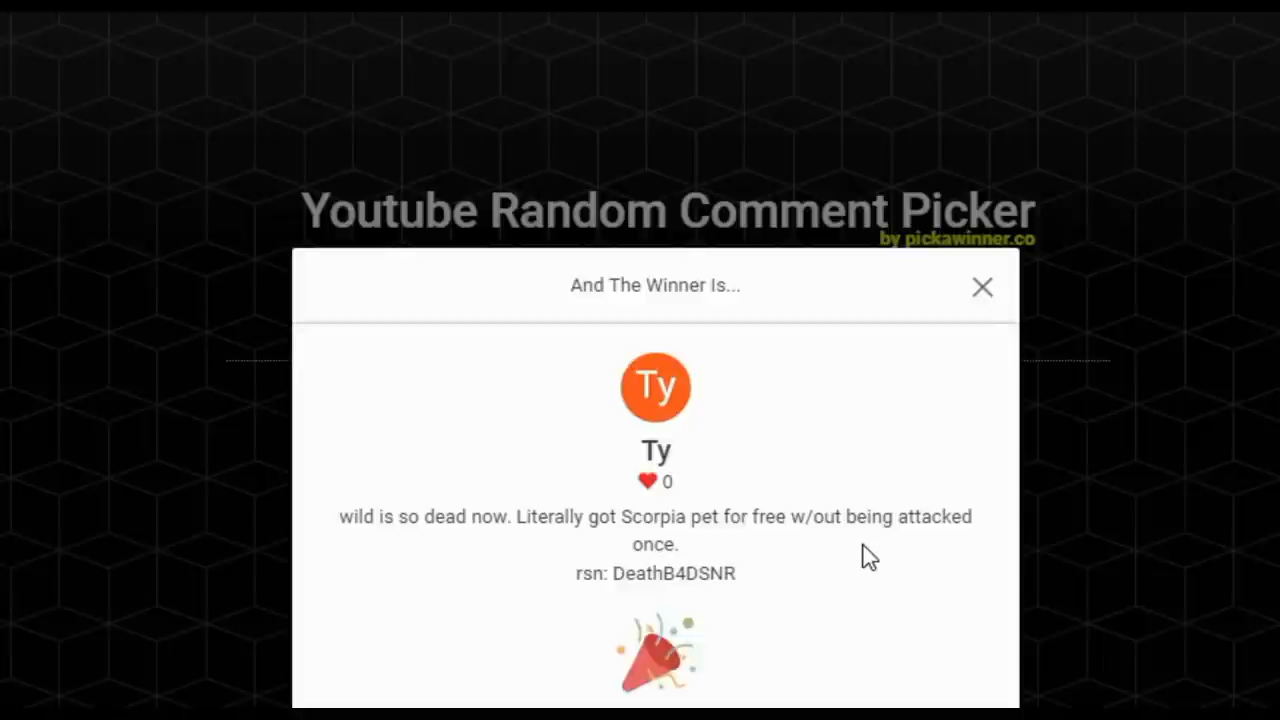 Youtube Random Comment Picker
by pickawinner.co
And The Winner Is...
Ty
Ty
0
wild is so dead now. Literally got Scorpia pet for free w/out being attacked
once.
rsn: DeathB4DSNR